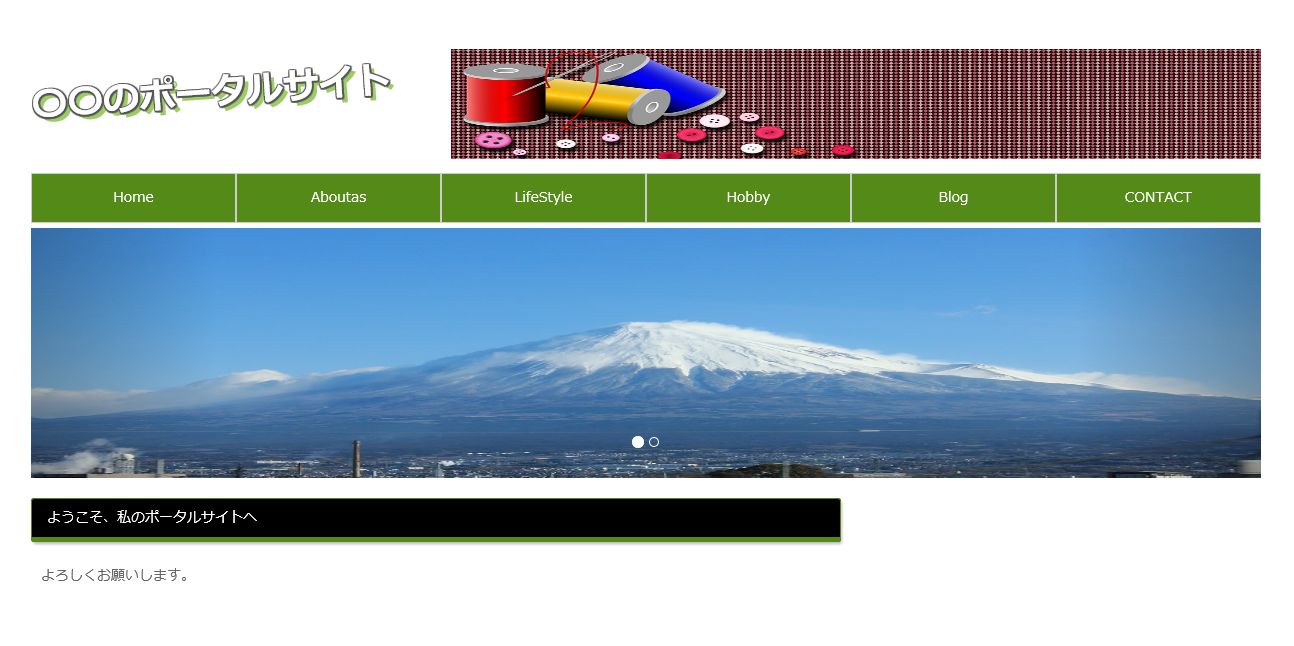 〇〇のポータルサイト
Home
Aboutas
LifeStyle
Hobby
Blog
CONTACT
ようこそ、私のポータルサイトへ
よろしくお願いします。